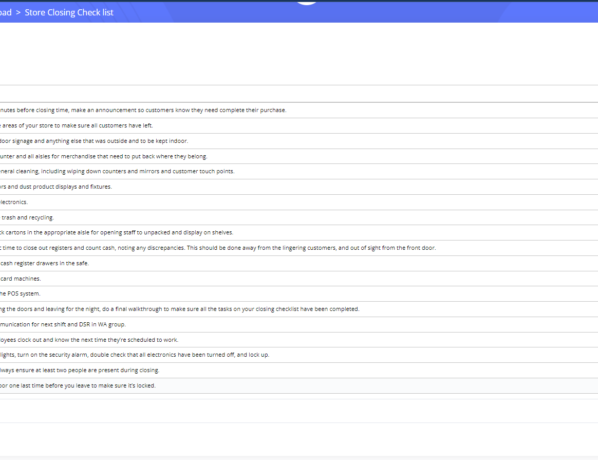 oad > Store Closing Check list
nutes before closing time, make an announcement so customers know they need complete their purchase.
areas of your store to make sure all customers have left.
door signage and anything else that was outside and to be kept indoor.
unter and all aisles for merchandise that need to put back where they belong.
neral cleaning, including wiping down counters and mirrors and customer touch points.
rs and dust product displays and fixtures.
lectronics.
trash and recycling.
ck cartons in the appropriate aisle for opening staff to unpacked and display on shelves.
time to close out registers and count cash, noting any discrepancies. This should be done away from the lingering customers, and out of sight from the front door.
cash register drawers in the safe.
card machines.
he POS system.
ng the doors and leaving for the night, do a final walkthrough to make sure all the tasks on your closing checklist have been completed.
munication for next shift and DSR in WA group.
oyees clock out and know the next time they're scheduled to work.
lights, turn on the security alarm, double check that all electronics have been turned off, and lock up.
lways ensure at least two people are present during closing.
oor one last time before you leave to make sure it's locked.